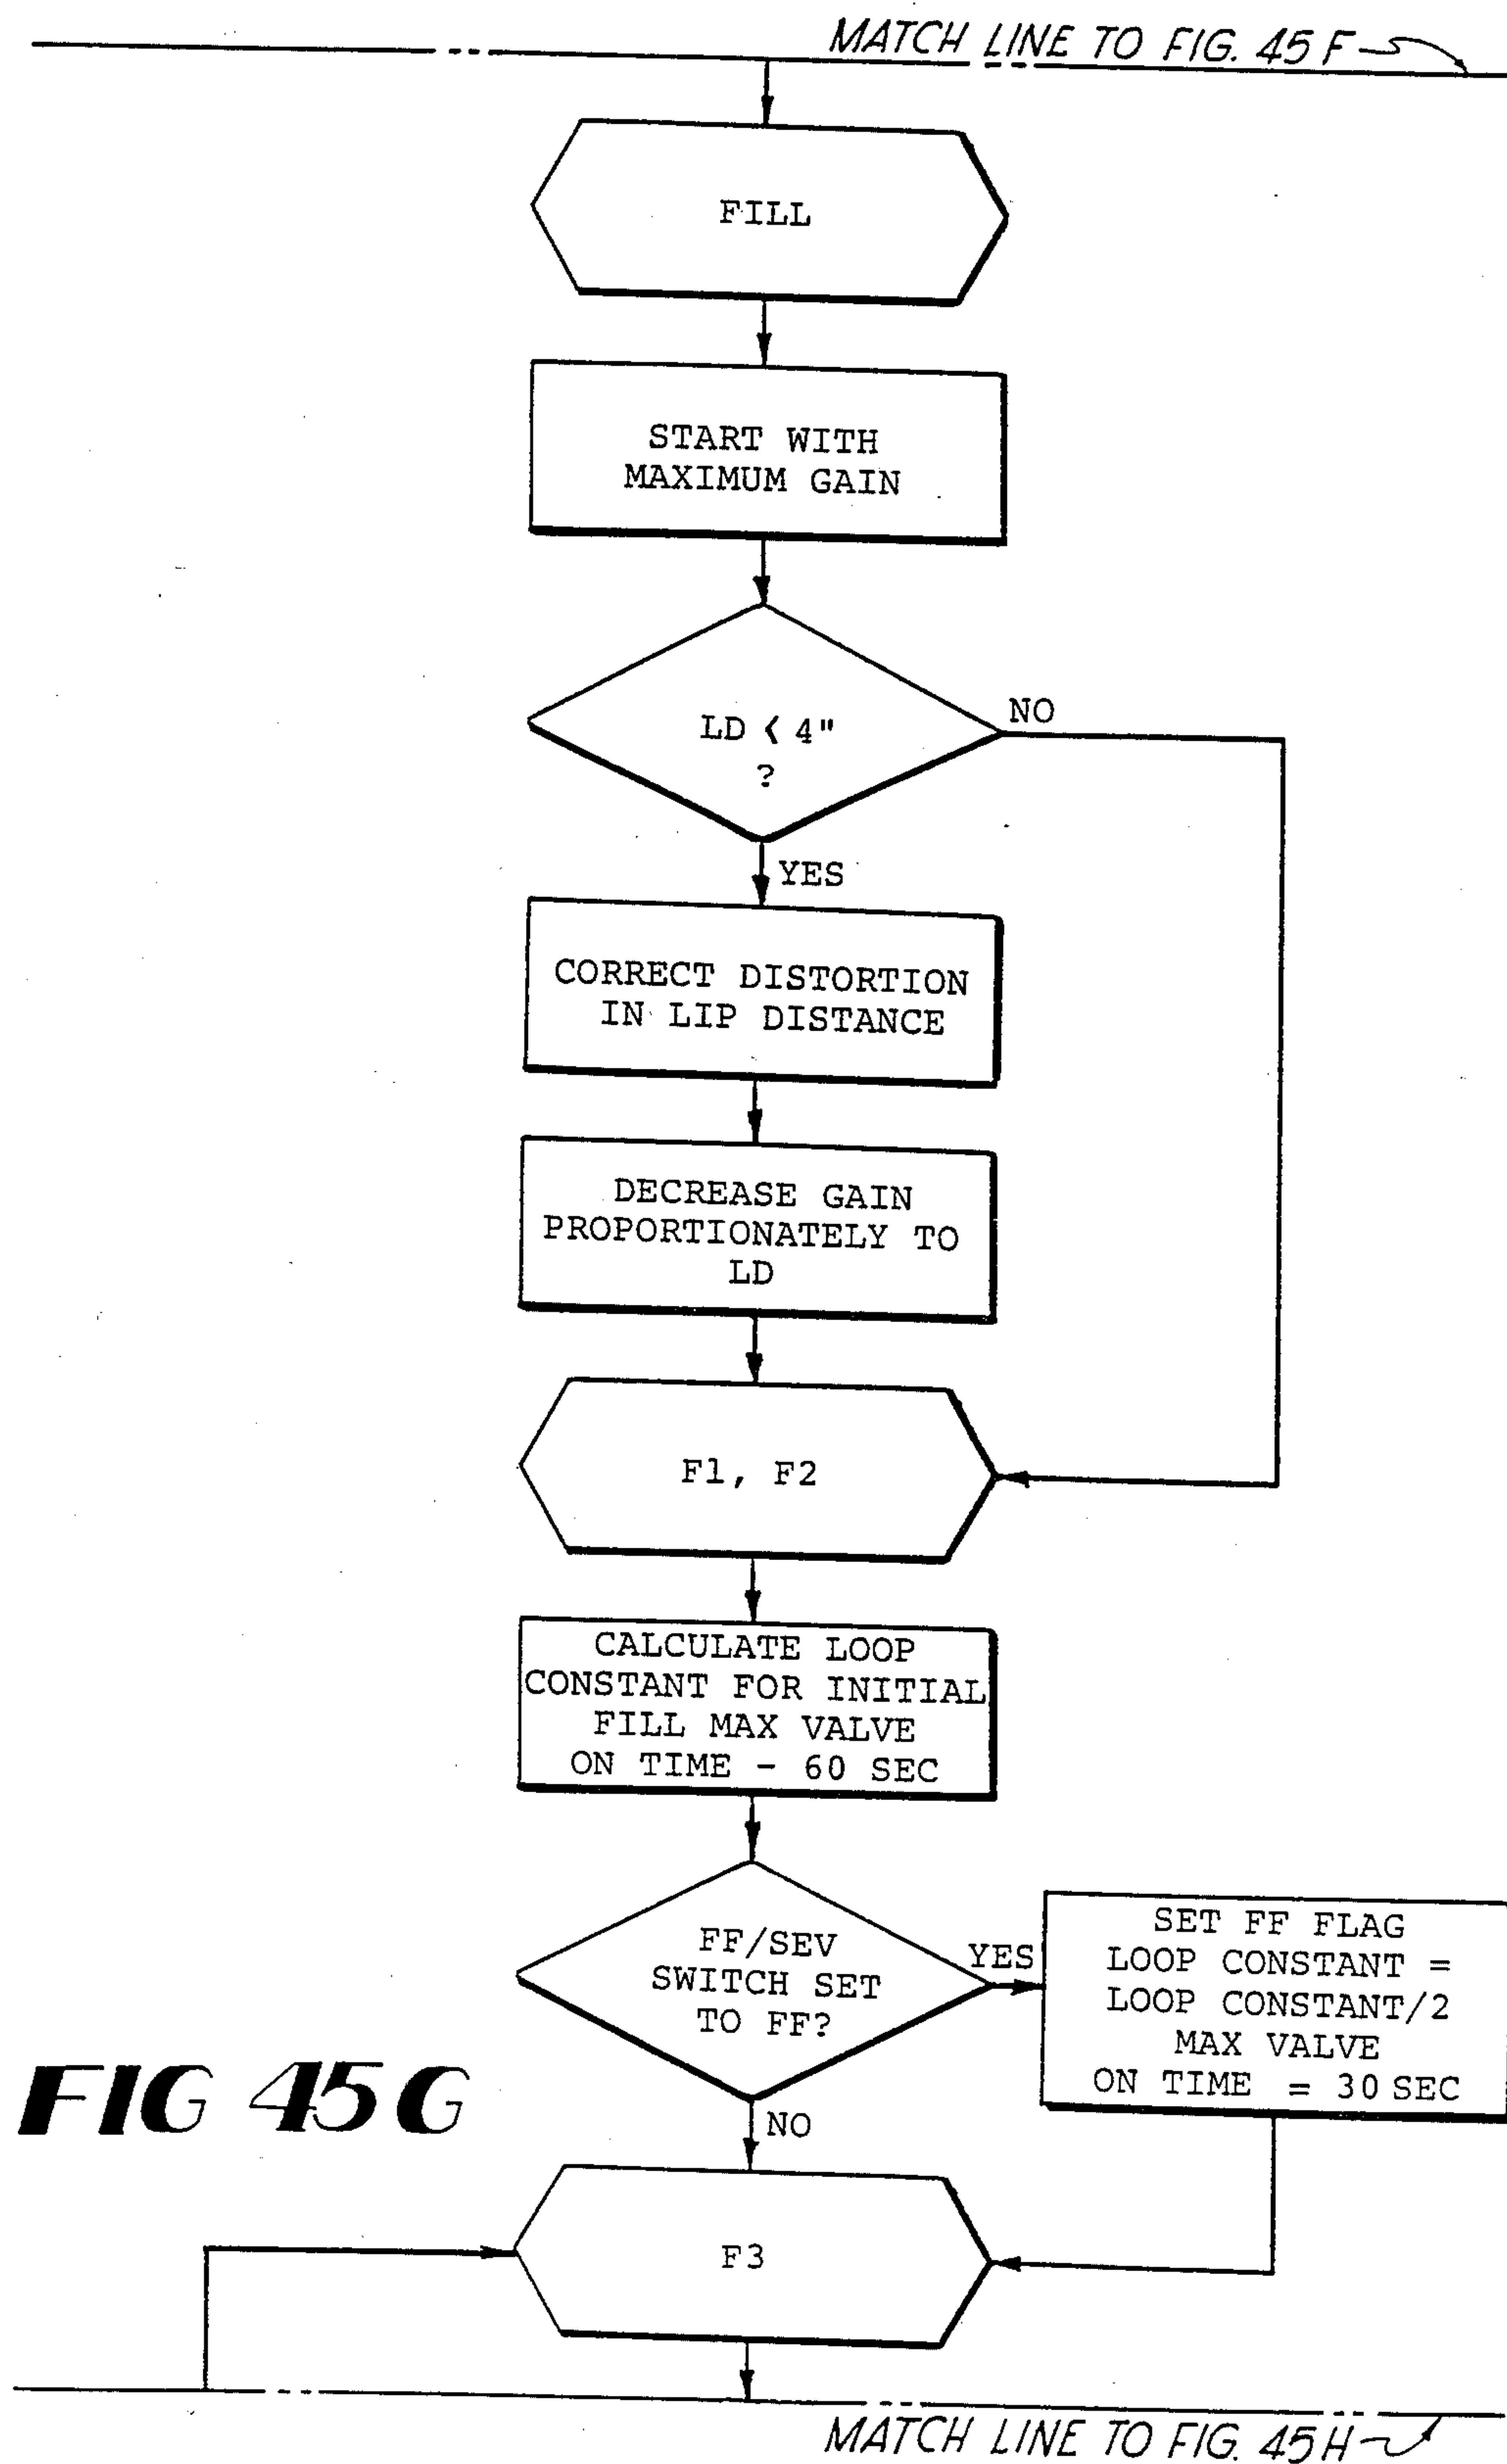 MATCH LINE TO FIG. 45F
FILL
START WITH
MAXIMUM GAIN
LD < 4"
?
NO
YES
CORRECT DISTORTION
IN LIP DISTANCE
DECREASE GAIN
PROPORTIONATELY TO
LD
F1, F2
CALCULATE LOOP
CONSTANT FOR INITIAL
FILL MAX VALVE
ON TIME - 60 SEC
FF/SEV
SWITCH SET
TO FF?
YES
SET FF FLAG
LOOP CONSTANT =
LOOP CONSTANT/2
MAX VALVE
ON TIME = 30 SEC
FIG 45G
NO
F3
MATCH LINE TO FIG. 45H